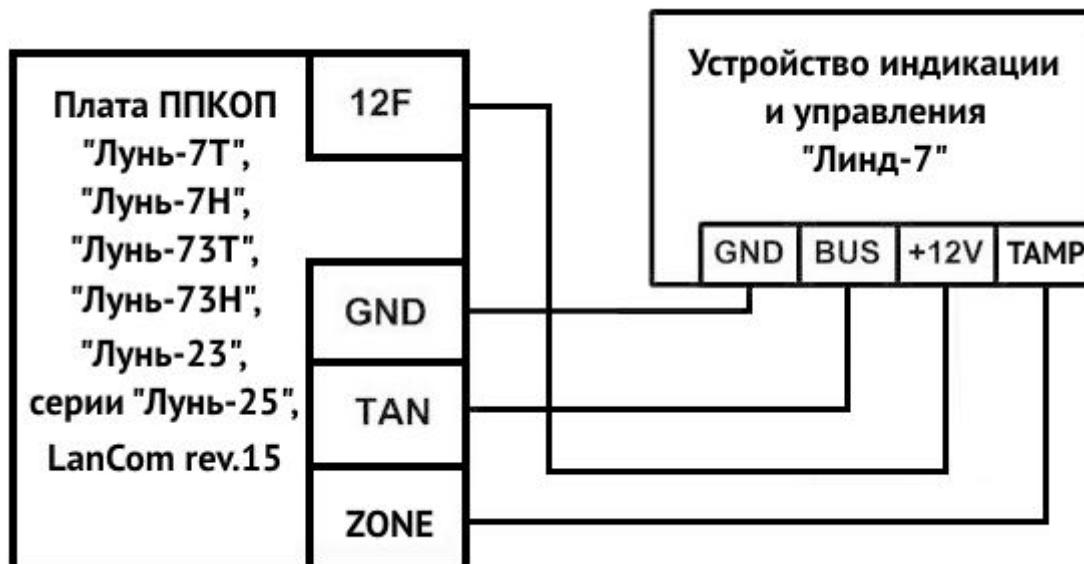 Плата ППКОП
"Лунь-7Т",
"Лунь-7Н",
"Лунь-73Т",
"Лунь-73Н",
"Лунь-23",
серии "Лунь-25",
LanCom rev.15
12F
GND
TAN
ZONE
Устройство индикации
и управления
"Линд-7"
GND BUS +12V TAMP